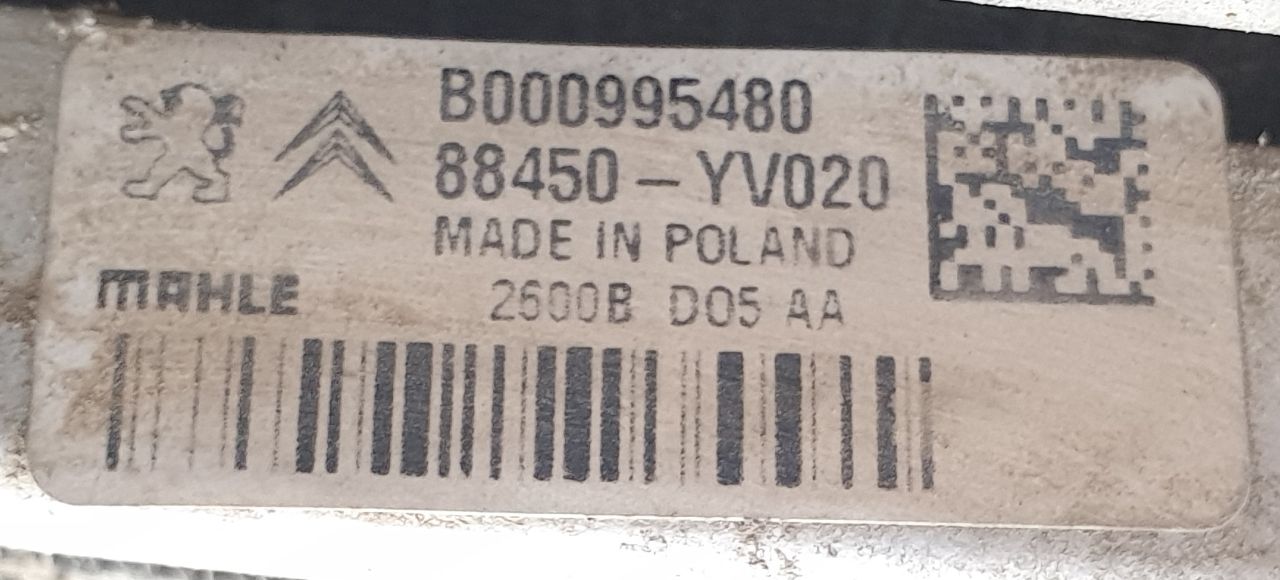 B000995480
88450-YV020
MADE IN POLAND
MAHLE
2600B D05 AA